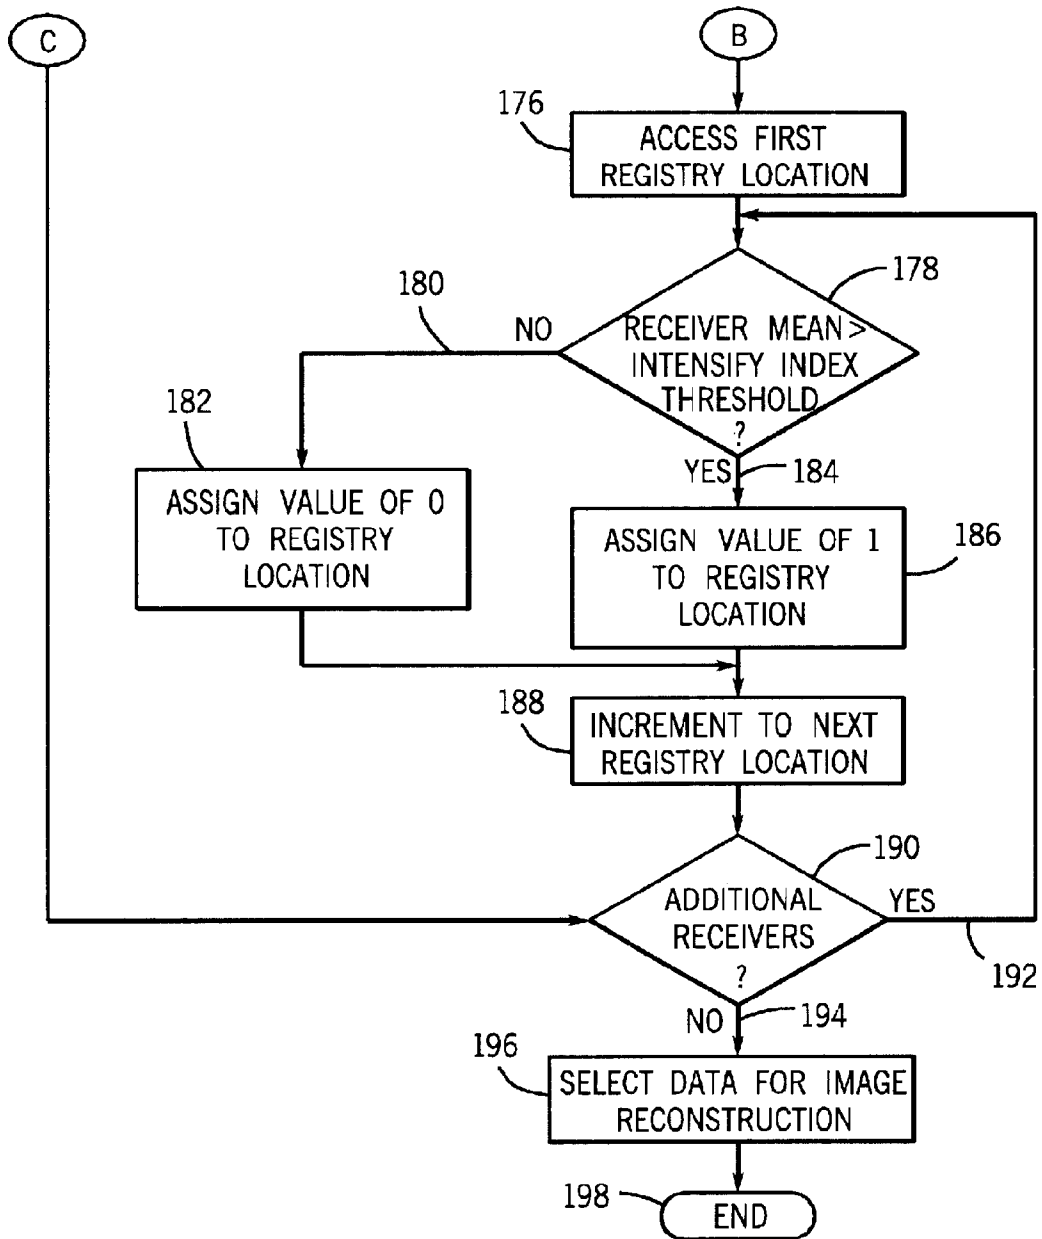 C
B
176
ACCESS FIRST
REGISTRY LOCATION
178
180
NO
RECEIVER MEAN >
INTENSIFY INDEX
THRESHOLD
?
182
YES
184
ASSIGN VALUE OF 0
TO REGISTRY
LOCATION
186
ASSIGN VALUE OF 1
TO REGISTRY
LOCATION
188
INCREMENT TO NEXT
REGISTRY LOCATION
190
ADDITIONAL
RECEIVERS
?
YES
192
NO
194
196
SELECT DATA FOR IMAGE
RECONSTRUCTION
198
END